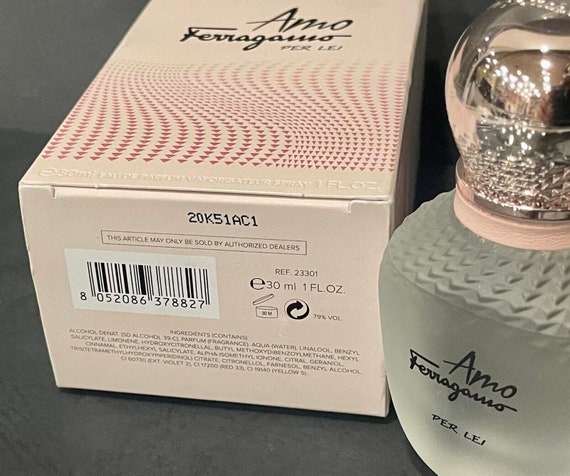 Amo
Ferragamo
PER LEI
℮30ml EAU DE PARFUM VAPORISATEUR SPRAY 1 FL.OZ.
20K51AC1
THIS ARTICLE MAY ONLY BE SOLD BY AUTHORIZED DEALERS
REF. 23301
℮30 ml 1 FL.OZ.
30 M
79% VOL.
8 052086 378827
INGREDIENTS (CONTAINS)
ALCOHOL DENAT. (SD ALCOHOL 39-C), PARFUM (FRAGRANCE), AQUA (WATER), LINALOOL, BENZYL
SALICYLATE, LIMONENE, HYDROXYCITRONELLAL, BUTYL METHOXYDIBENZOYLMETHANE, HEXYL
CINNAMAL, ETHYLHEXYL SALICYLATE, ALPHA-ISOMETHYL IONONE, CITRAL, GERANIOL,
TRIS(TETRAMETHYLHYDROXYPIPERIDINOL) CITRATE, CITRONELLOL, FARNESOL, BENZYL ALCOHOL,
CI 60730 (EXT. VIOLET 2), CI 17200 (RED 33), CI 19140 (YELLOW 5).
Amo
Ferragamo
PER LEI